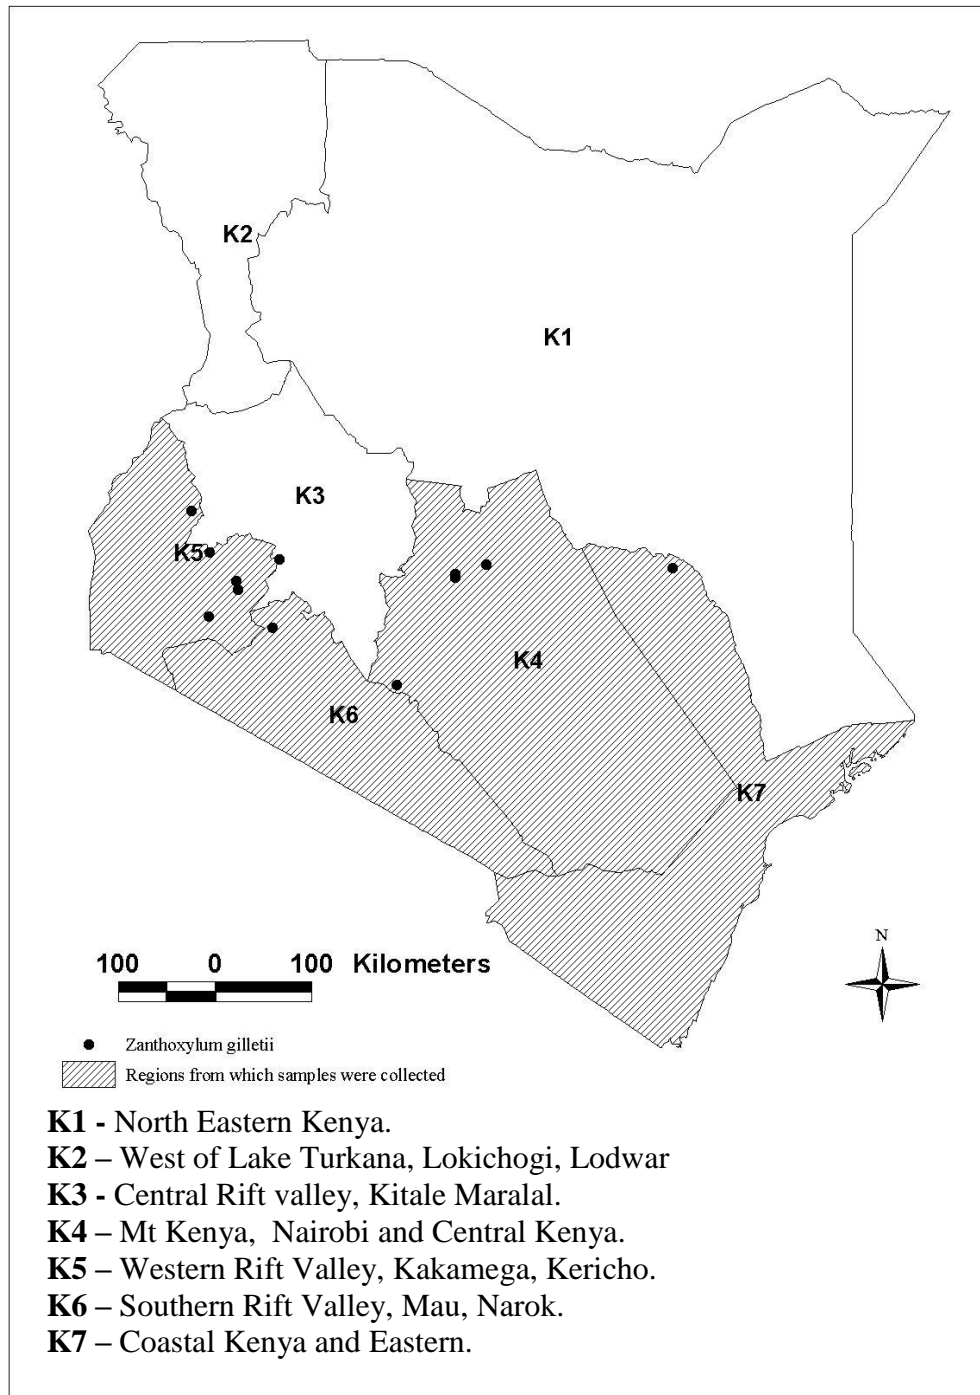 K2
K1
K3
K5
K4
K6
K7
N
100 0 100 Kilometers
Zanthoxylum gilletii
Regions from which samples were collected
K1 - North Eastern Kenya.
K2 – West of Lake Turkana, Lokichogi, Lodwar
K3 - Central Rift valley, Kitale Maralal.
K4 – Mt Kenya, Nairobi and Central Kenya.
K5 – Western Rift Valley, Kakamega, Kericho.
K6 – Southern Rift Valley, Mau, Narok.
K7 – Coastal Kenya and Eastern.